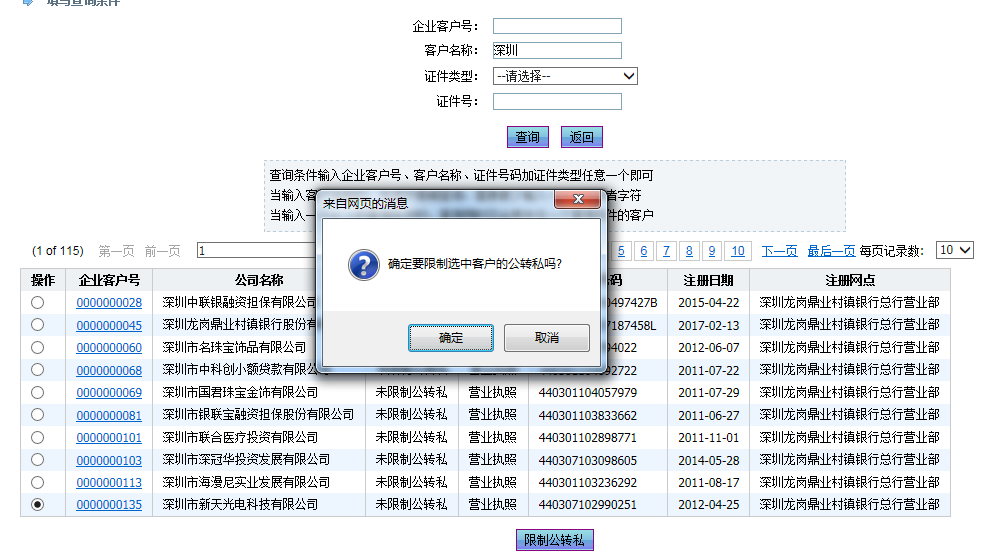 填写查询条件
企业客户号：
客户名称： 深圳
证件类型： --请选择--
证件号：
查询 返回
查询条件输入企业客户号、客户名称、证件号码加证件类型任意一个即可
当输入客 者字符
当输入一 件的客户
来自网页的消息
确定要限制选中客户的公转私吗?
确定 取消
(1 of 115) 第一页 前一页 1 5 6 7 8 9 10 下一页 最后一页 每页记录数: 10
操作 企业客户号 公司名称 码 注册日期 注册网点
0000000028 深圳中联银融资担保有限公司 0497427B 2015-04-22 深圳龙岗鼎业村镇银行总行营业部
0000000045 深圳龙岗鼎业村镇银行股份有 7187458L 2017-02-13 深圳龙岗鼎业村镇银行总行营业部
0000000060 深圳市名珠宝饰品有限公司 04022 2012-06-07 深圳龙岗鼎业村镇银行总行营业部
0000000068 深圳市中科创小额贷款有限公 92722 2011-07-22 深圳龙岗鼎业村镇银行总行营业部
0000000069 深圳市国君珠宝金饰有限公司 未限制公转私 营业执照 440301104057979 2011-07-29 深圳龙岗鼎业村镇银行总行营业部
0000000081 深圳市银联宝融资担保股份有限公司 未限制公转私 营业执照 440301103833662 2011-06-27 深圳龙岗鼎业村镇银行总行营业部
0000000101 深圳市联合医疗投资有限公司 未限制公转私 营业执照 440301102898771 2011-11-01 深圳龙岗鼎业村镇银行总行营业部
0000000103 深圳市深冠华投资发展有限公司 未限制公转私 营业执照 440307103098605 2014-05-28 深圳龙岗鼎业村镇银行总行营业部
0000000113 深圳市海漫尼实业发展有限公司 未限制公转私 营业执照 440301103236292 2011-08-17 深圳龙岗鼎业村镇银行总行营业部
0000000135 深圳市新天光电科技有限公司 未限制公转私 营业执照 440307102990251 2012-04-25 深圳龙岗鼎业村镇银行总行营业部
限制公转私